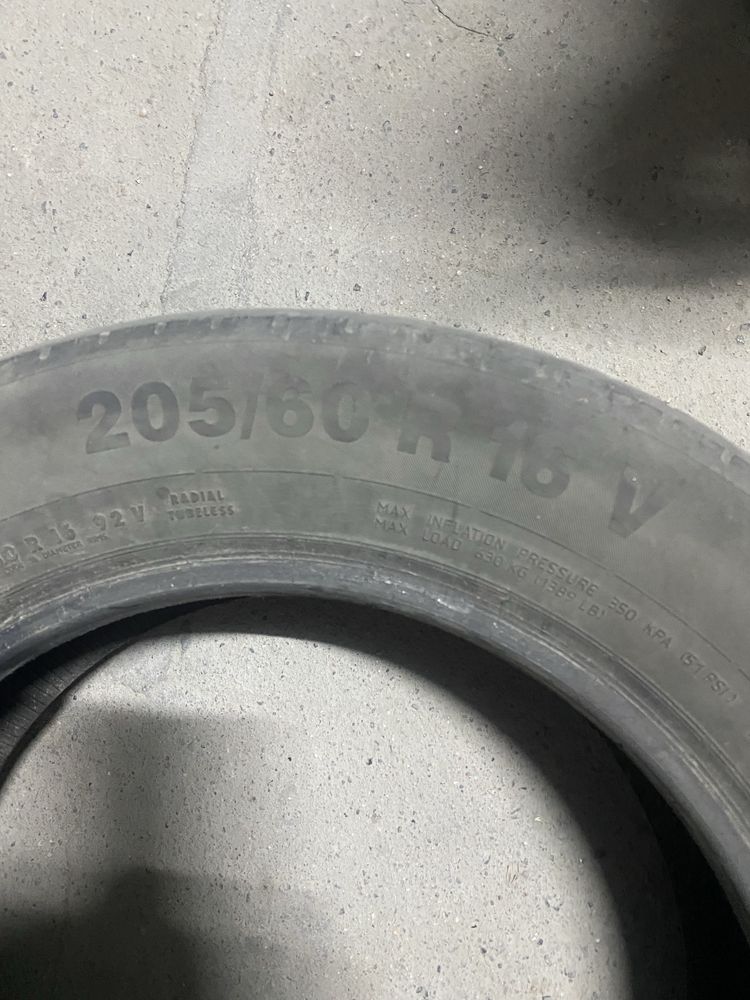 205/60 R 16 V
R 16 92 V
RADIAL
TUBELESS
MAX INFLATION PRESSURE 350 KPA (51 PSI)
MAX LOAD 630 KG (1389 LB)